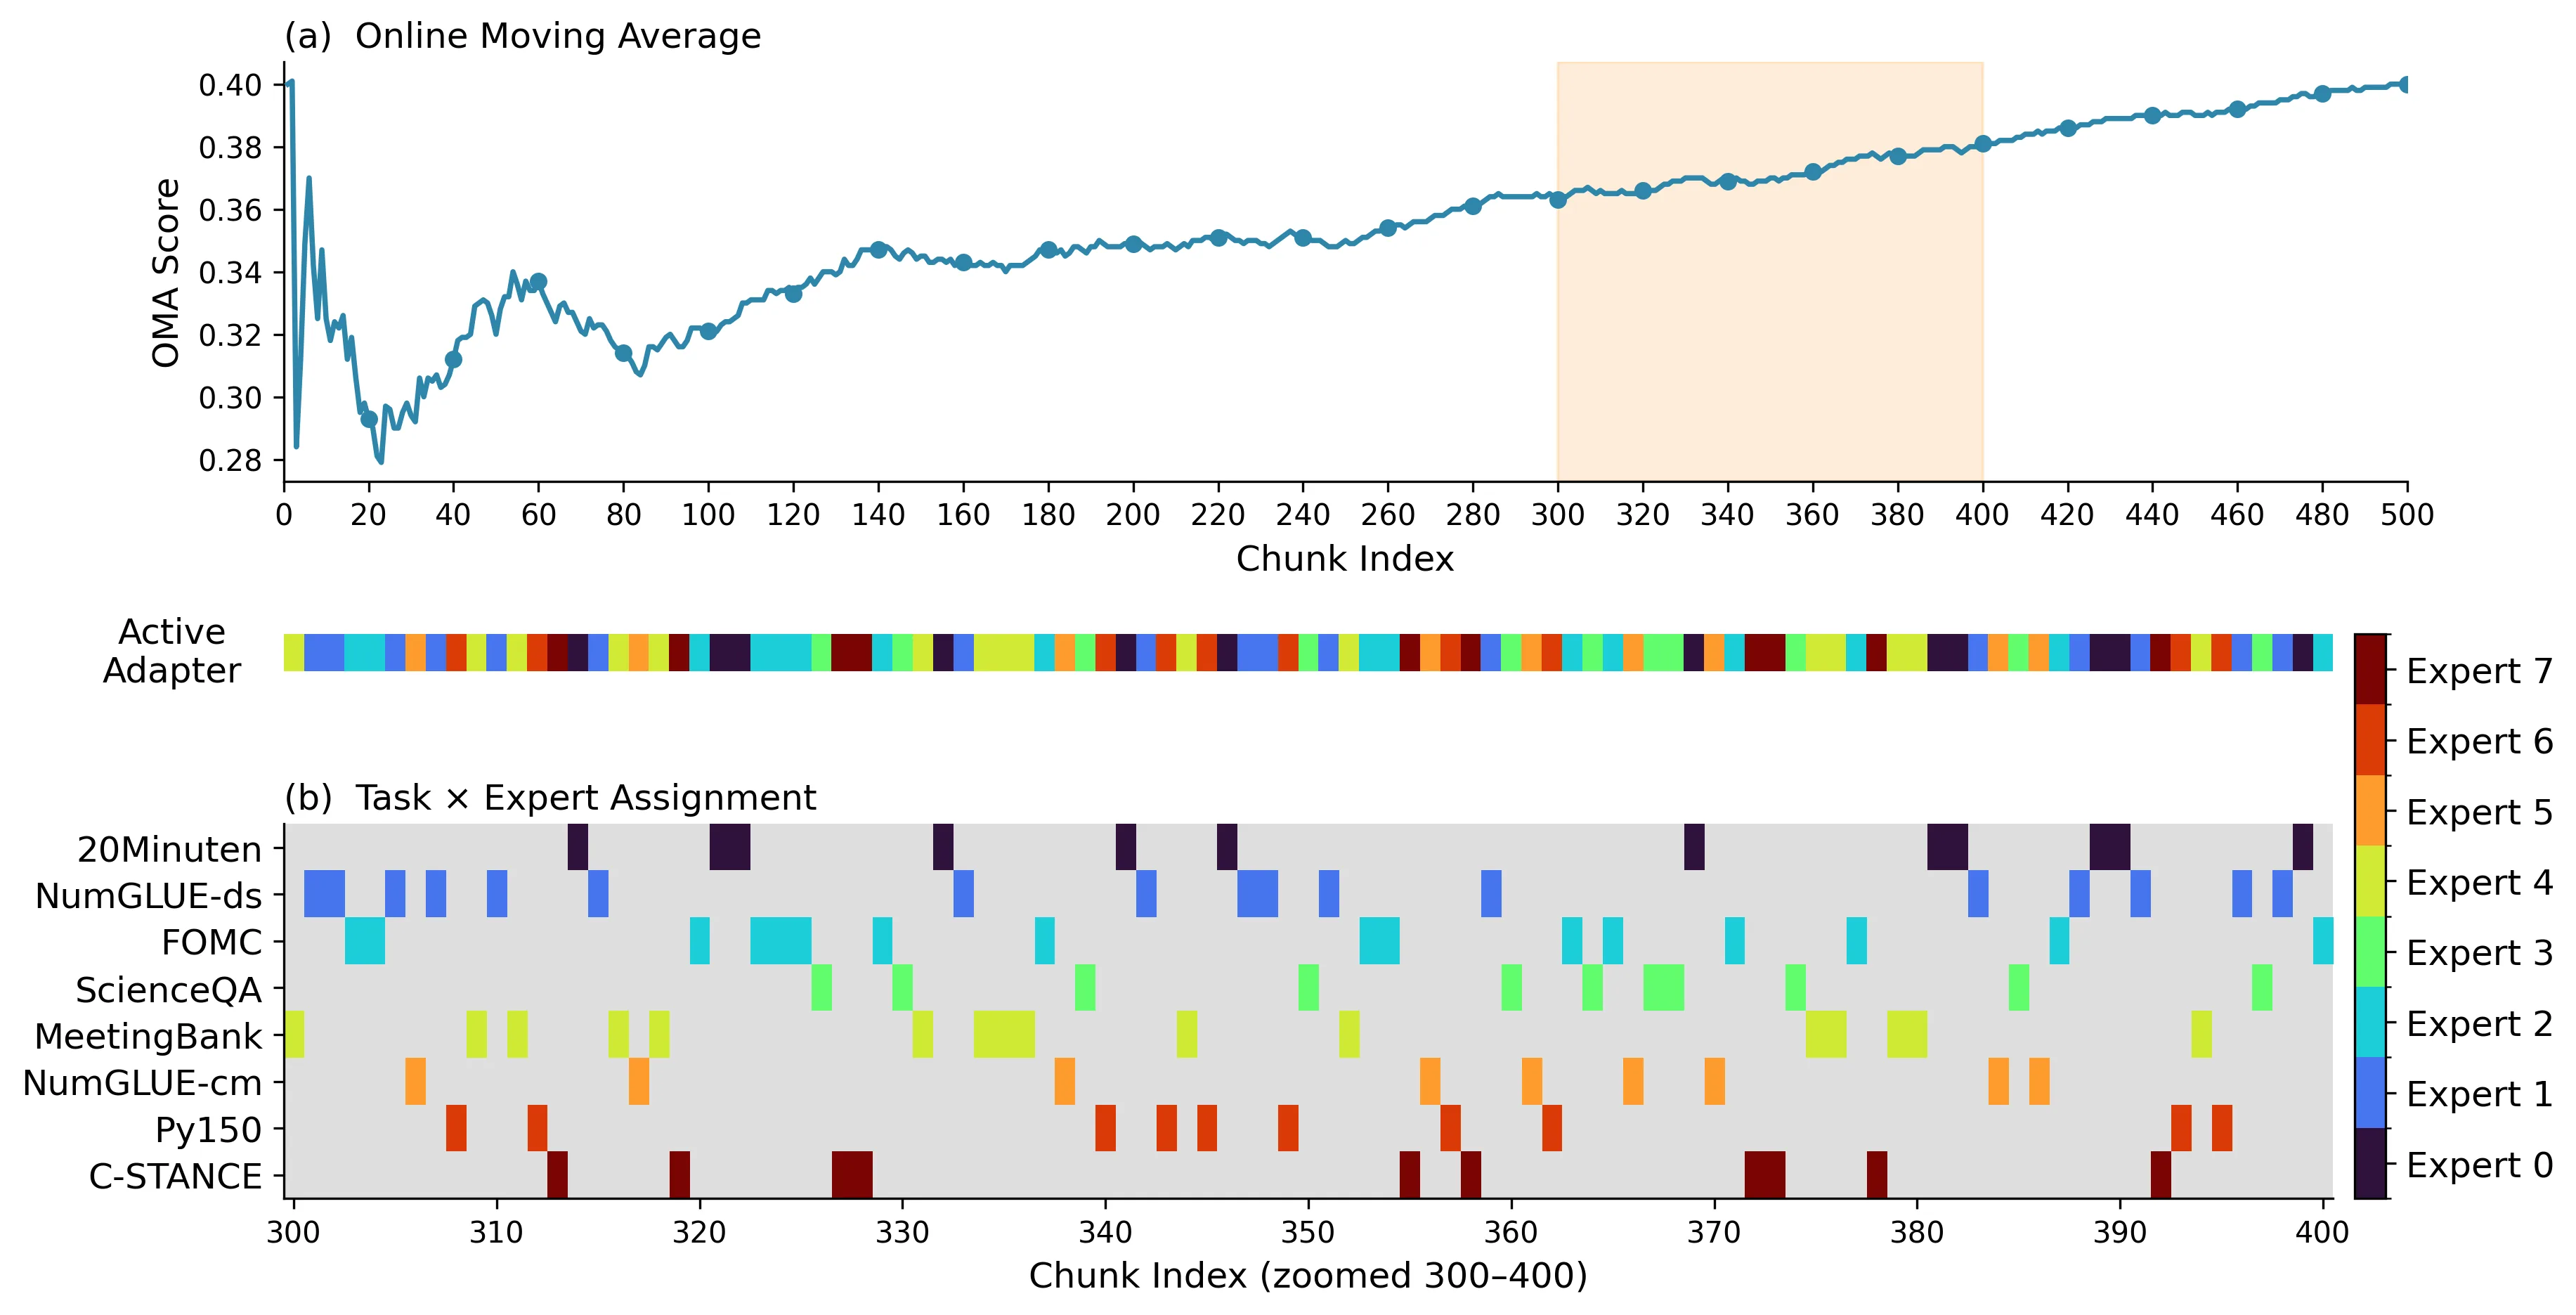 (a) Online Moving Average
0.40
0.38
0.36
0.34
0.32
0.30
0.28
OMA Score
0 20 40 60 80 100 120 140 160 180 200 220 240 260 280 300 320 340 360 380 400 420 440 460 480 500
Chunk Index
Active
Adapter
Expert 7
Expert 6
Expert 5
Expert 4
Expert 3
Expert 2
Expert 1
Expert 0
(b) Task × Expert Assignment
20Minuten
NumGLUE-ds
FOMC
ScienceQA
MeetingBank
NumGLUE-cm
Py150
C-STANCE
300 310 320 330 340 350 360 370 380 390 400
Chunk Index (zoomed 300–400)